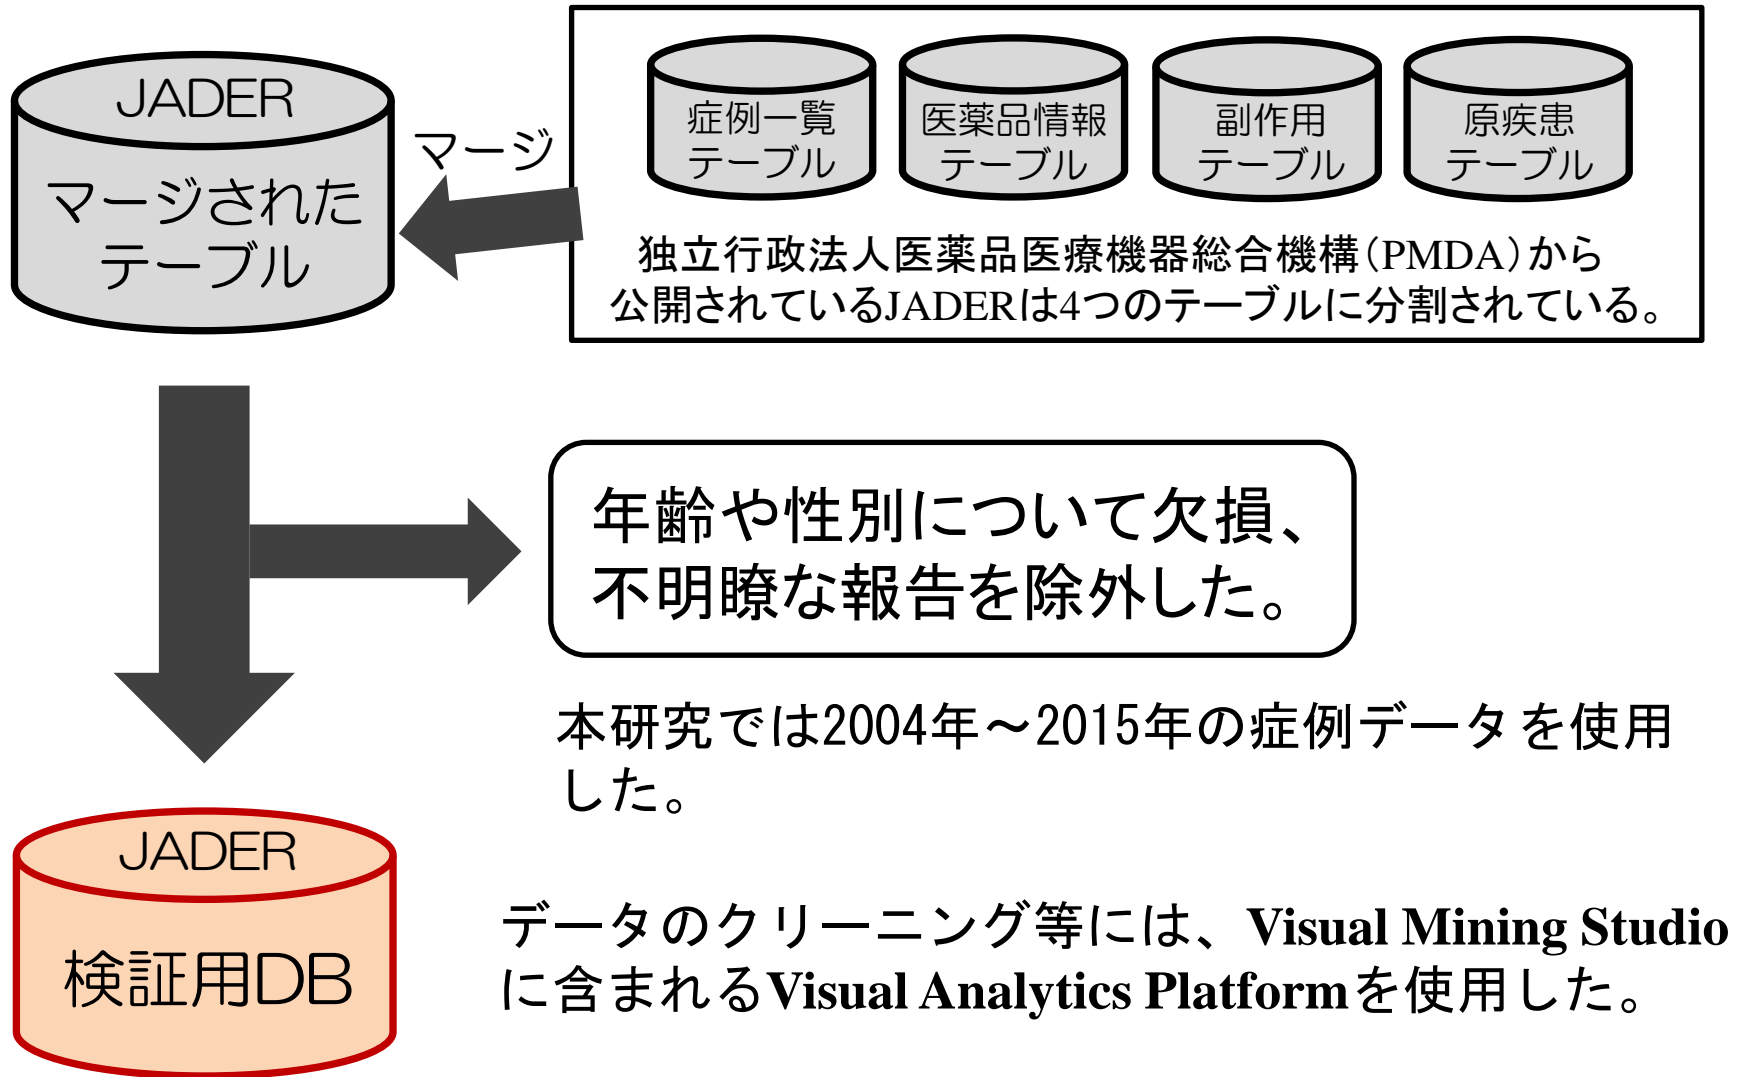 JADER
マージされた
テーブル
マージ
症例一覧
テーブル
医薬品情報
テーブル
副作用
テーブル
原疾患
テーブル
独立行政法人医薬品医療機器総合機構(PMDA)から
公開されているJADERは4つのテーブルに分割されている。
年齢や性別について欠損、
不明瞭な報告を除外した。
本研究では2004年～2015年の症例データを使用
した。
JADER
検証用DB
データのクリーニング等には、Visual Mining Studio
に含まれるVisual Analytics Platformを使用した。